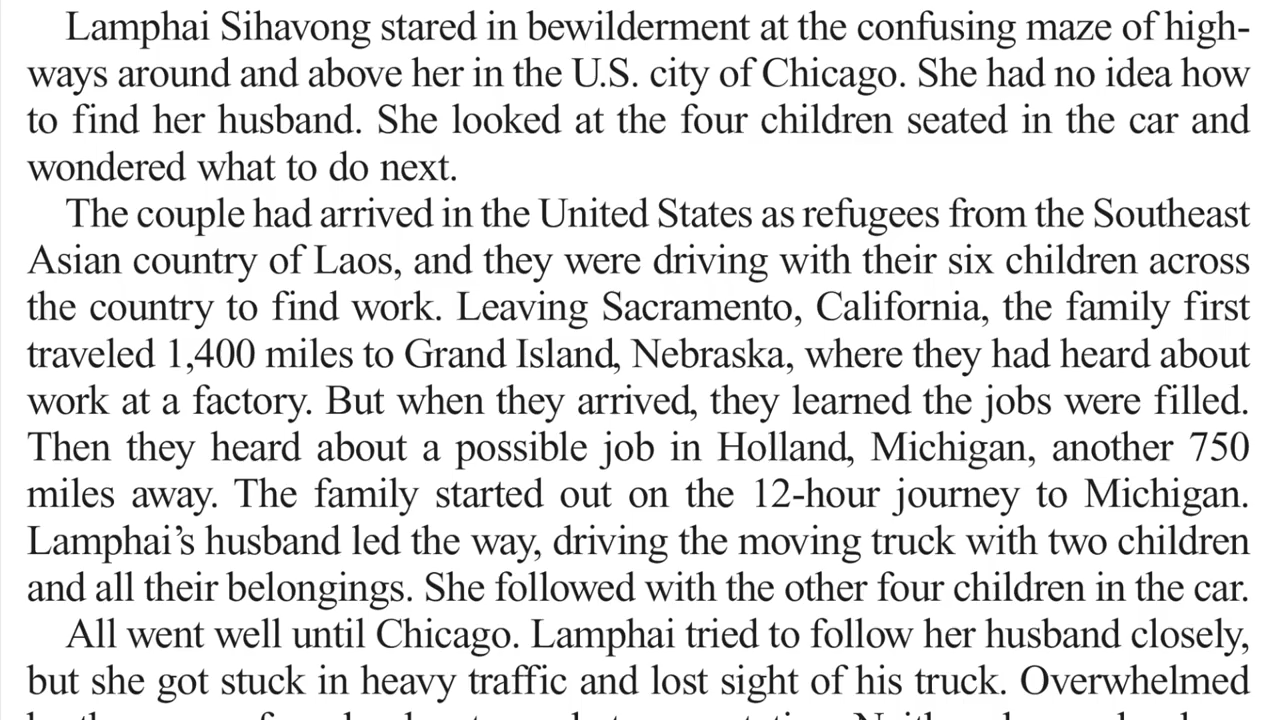 Lamphai Sihavong stared in bewilderment at the confusing maze of high-
ways around and above her in the U.S. city of Chicago. She had no idea how
to find her husband. She looked at the four children seated in the car and
wondered what to do next.
The couple had arrived in the United States as refugees from the Southeast
Asian country of Laos, and they were driving with their six children across
the country to find work. Leaving Sacramento, California, the family first
traveled 1,400 miles to Grand Island, Nebraska, where they had heard about
work at a factory. But when they arrived, they learned the jobs were filled.
Then they heard about a possible job in Holland, Michigan, another 750
miles away. The family started out on the 12-hour journey to Michigan.
Lamphai’s husband led the way, driving the moving truck with two children
and all their belongings. She followed with the other four children in the car.
All went well until Chicago. Lamphai tried to follow her husband closely,
but she got stuck in heavy traffic and lost sight of his truck. Overwhelmed